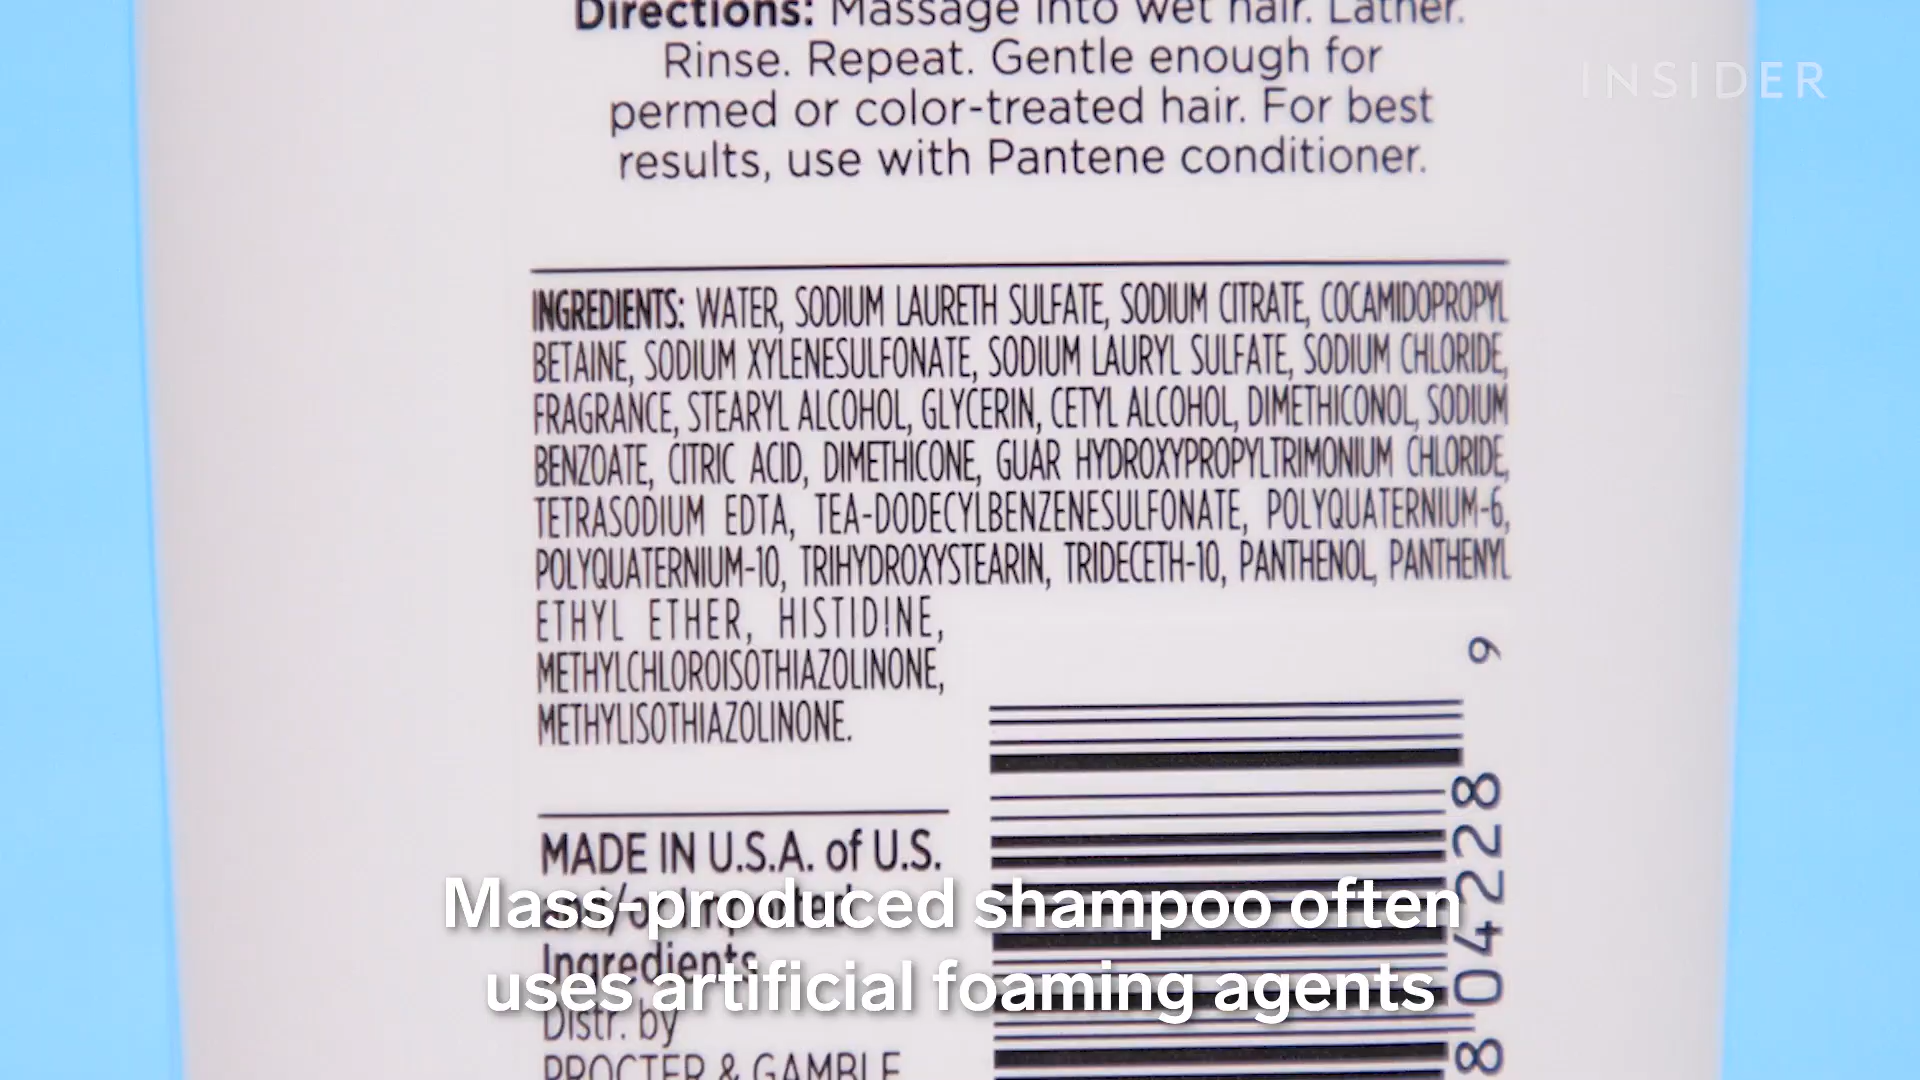 Directions: Massage into wet hair. Lather.
Rinse. Repeat. Gentle enough for
permed or color-treated hair. For best
results, use with Pantene conditioner.
INSIDER
INGREDIENTS: WATER, SODIUM LAURETH SULFATE, SODIUM CITRATE, COCAMIDOPROPYL
BETAINE, SODIUM XYLENESULFONATE, SODIUM LAURYL SULFATE, SODIUM CHLORIDE,
FRAGRANCE, STEARYL ALCOHOL, GLYCERIN, CETYL ALCOHOL, DIMETHICONOL, SODIUM
BENZOATE, CITRIC ACID, DIMETHICONE, GUAR HYDROXYPROPYLTRIMONIUM CHLORIDE,
TETRASODIUM EDTA, TEA-DODECYLBENZENESULFONATE, POLYQUATERNIUM-6,
POLYQUATERNIUM-10, TRIHYDROXYSTEARIN, TRIDECETH-10, PANTHENOL, PANTHENYL
ETHYL ETHER, HISTIDINE,
METHYLCHLOROISOTHIAZOLINONE,
METHYLISOTHIAZOLINONE.
MADE IN U.S.A. of U.S.
and/or Imported
Ingredients
Distr. by
PROCTER & GAMBLE
9
804228
Mass-produced shampoo often
uses artificial foaming agents